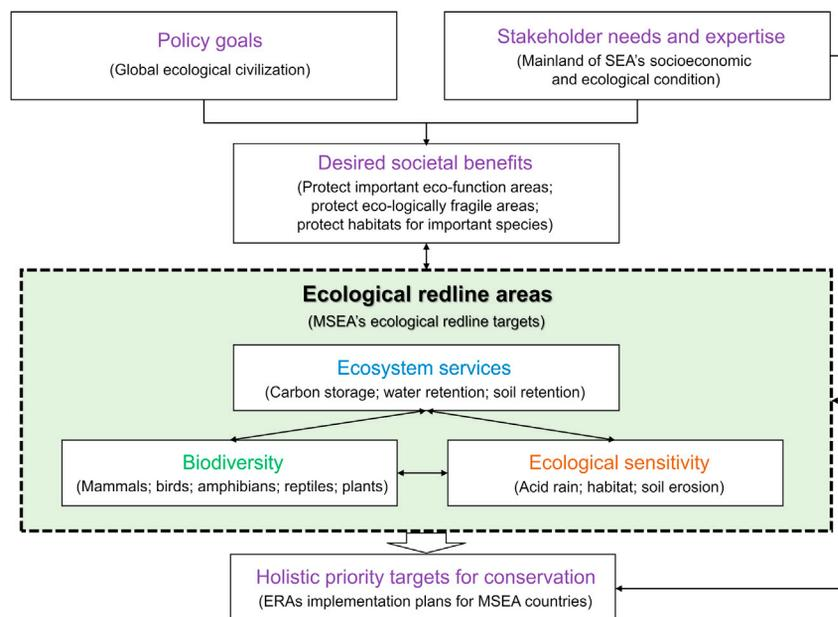 Policy goals
(Global ecological civilization)
Stakeholder needs and expertise
(Mainland of SEA's socioeconomic
and ecological condition)
Desired societal benefits
(Protect important eco-function areas;
protect eco-logically fragile areas;
protect habitats for important species)
Ecological redline areas
(MSEA's ecological redline targets)
Ecosystem services
(Carbon storage; water retention; soil retention)
Biodiversity
(Mammals; birds; amphibians; reptiles; plants)
Ecological sensitivity
(Acid rain; habitat; soil erosion)
Holistic priority targets for conservation
(ERAs implementation plans for MSEA countries)